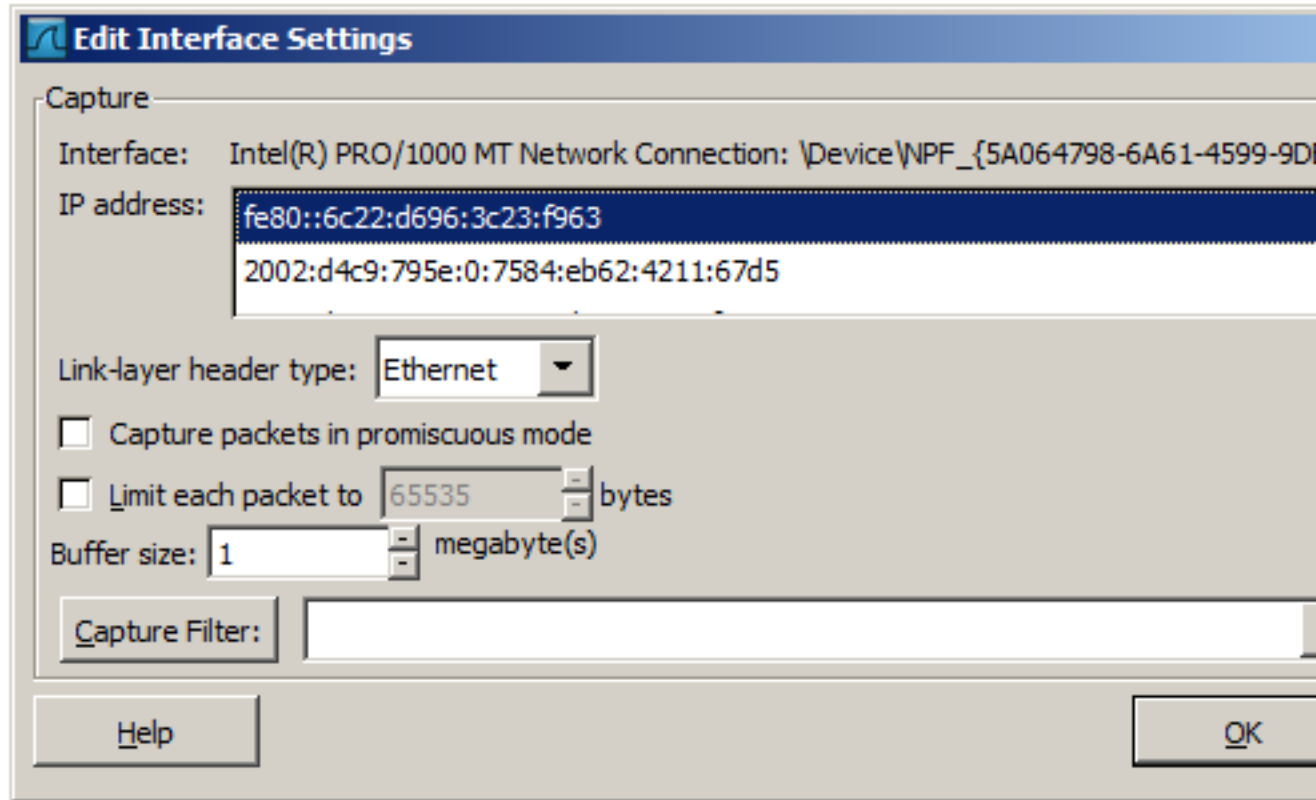 Edit Interface Settings
Capture
Interface: Intel(R) PRO/1000 MT Network Connection: \Device\NPF_{5A064798-6A61-4599-9D
IP address:
fe80::6c22:d696:3c23:f963
2002:d4c9:795e:0:7584:eb62:4211:67d5
Link-layer header type: Ethernet
Capture packets in promiscuous mode
Limit each packet to 65535 bytes
Buffer size: 1 megabyte(s)
Capture Filter:
Help OK